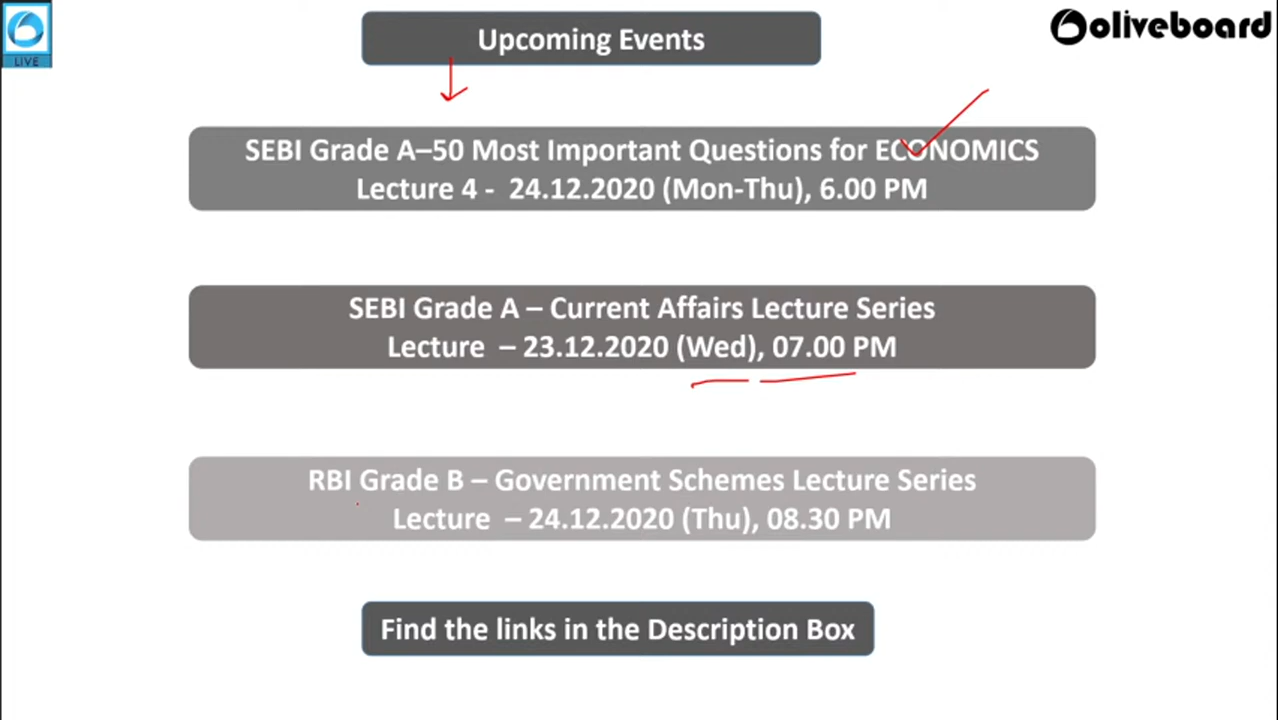 LIVE
Upcoming Events
oliveboard
SEBI Grade A–50 Most Important Questions for ECONOMICS
Lecture 4 - 24.12.2020 (Mon-Thu), 6.00 PM
SEBI Grade A – Current Affairs Lecture Series
Lecture – 23.12.2020 (Wed), 07.00 PM
RBI Grade B – Government Schemes Lecture Series
Lecture – 24.12.2020 (Thu), 08.30 PM
Find the links in the Description Box